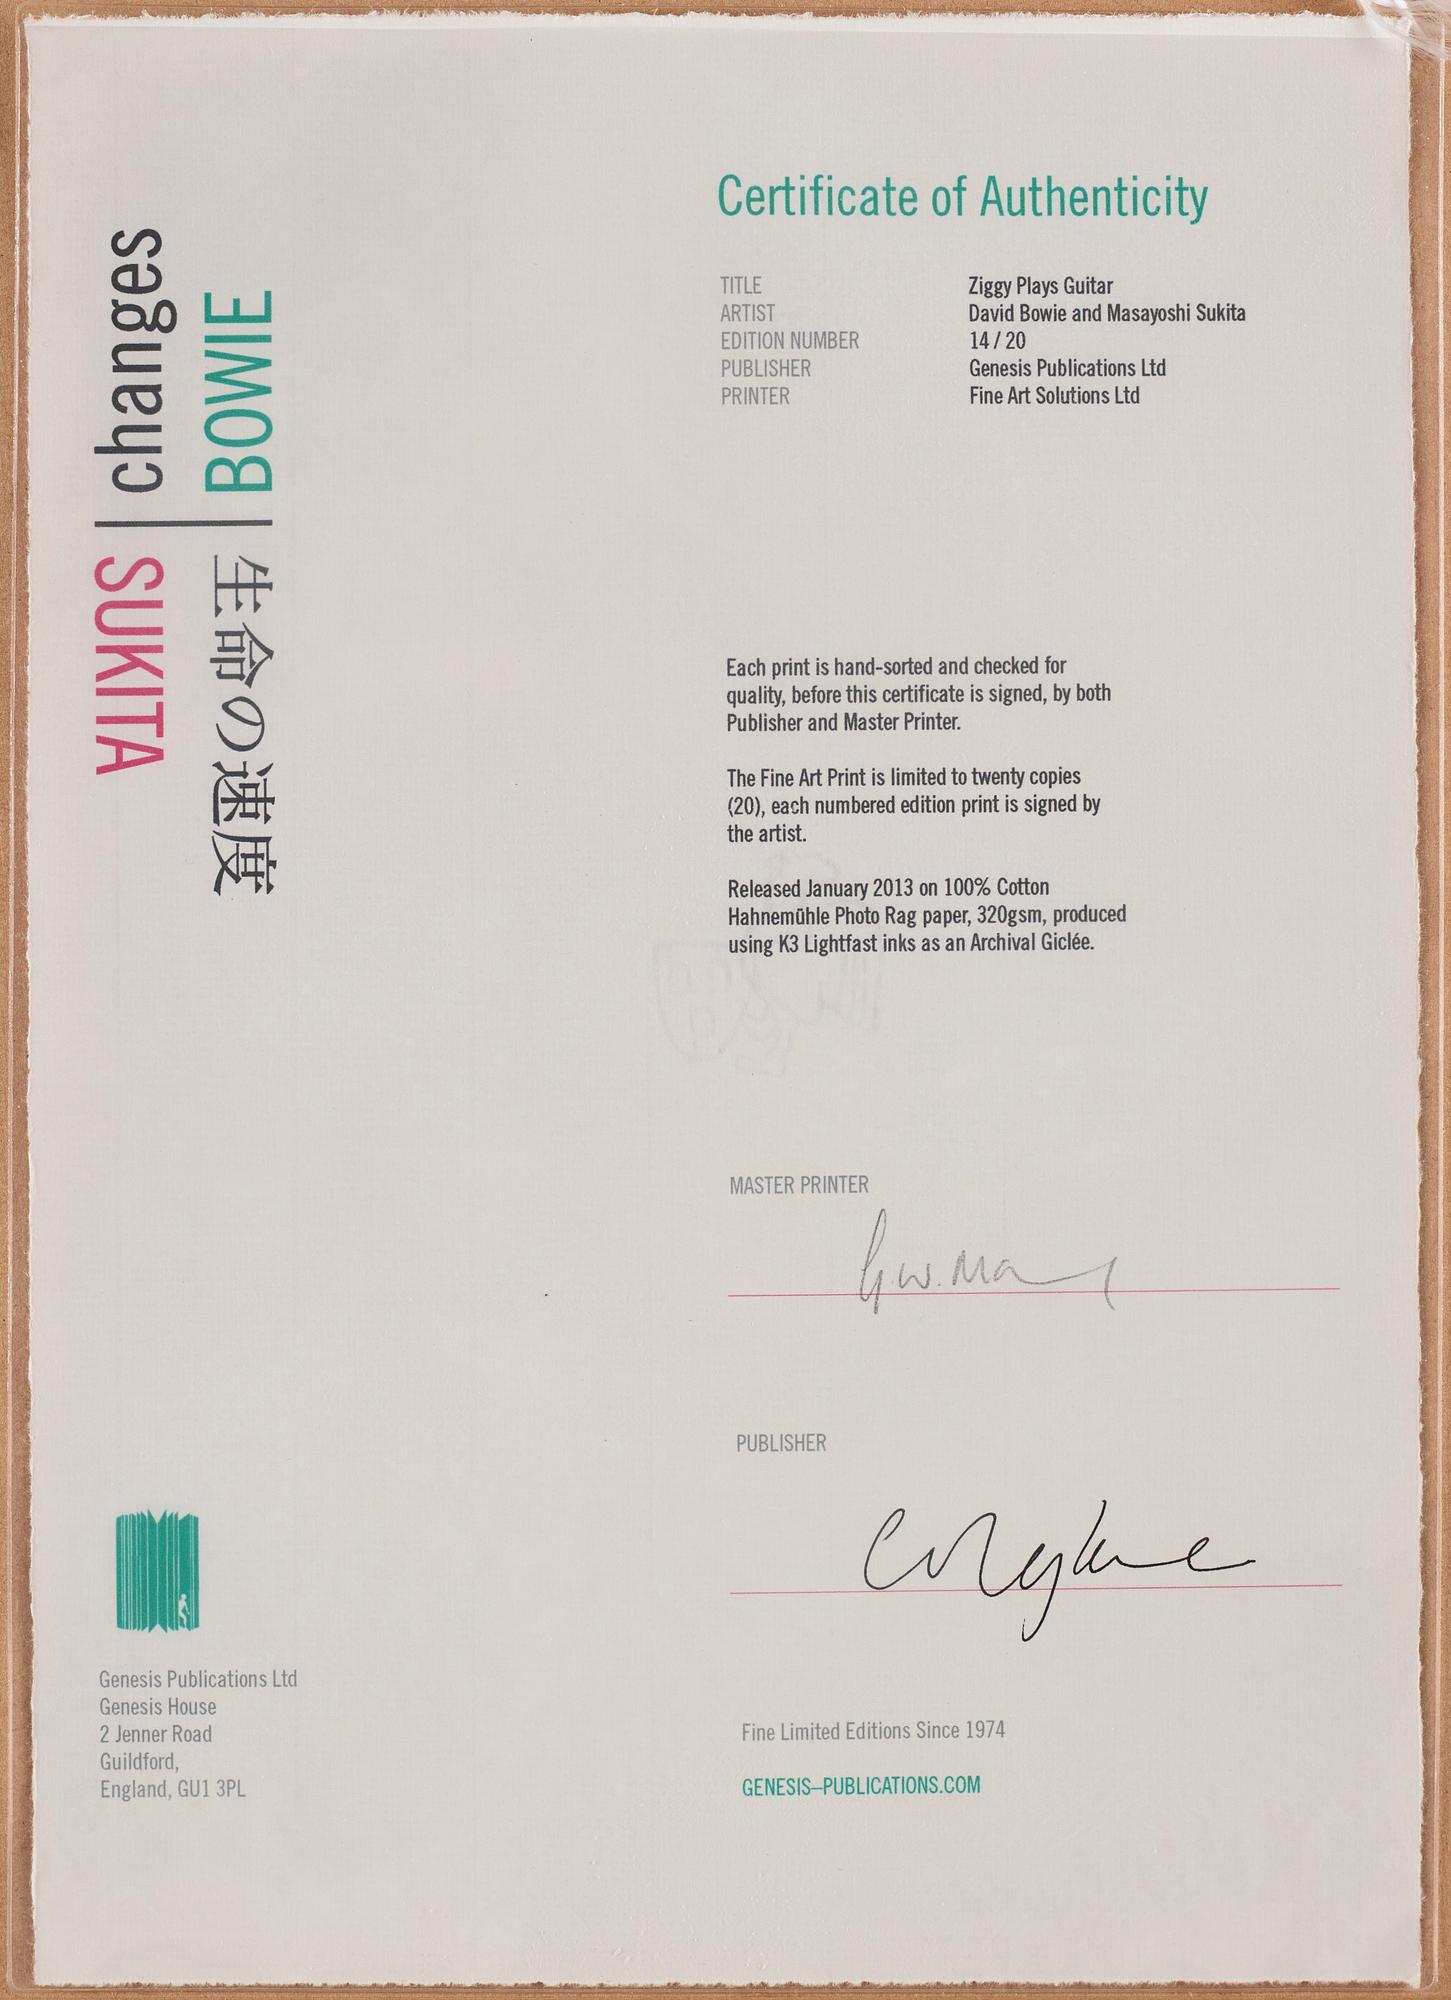 changes
BOWIE
SUKITA
生命の速度
Certificate of Authenticity
TITLE Ziggy Plays Guitar
ARTIST David Bowie and Masayoshi Sukita
EDITION NUMBER 14 / 20
PUBLISHER Genesis Publications Ltd
PRINTER Fine Art Solutions Ltd
Each print is hand-sorted and checked for
quality, before this certificate is signed, by both
Publisher and Master Printer.
The Fine Art Print is limited to twenty copies
(20), each numbered edition print is signed by
the artist.
Released January 2013 on 100% Cotton
Hahnemühle Photo Rag paper, 320gsm, produced
using K3 Lightfast inks as an Archival Giclée.
MASTER PRINTER
PUBLISHER
Genesis Publications Ltd
Genesis House
2 Jenner Road
Guildford,
England, GU1 3PL
Fine Limited Editions Since 1974
GENESIS–PUBLICATIONS.COM